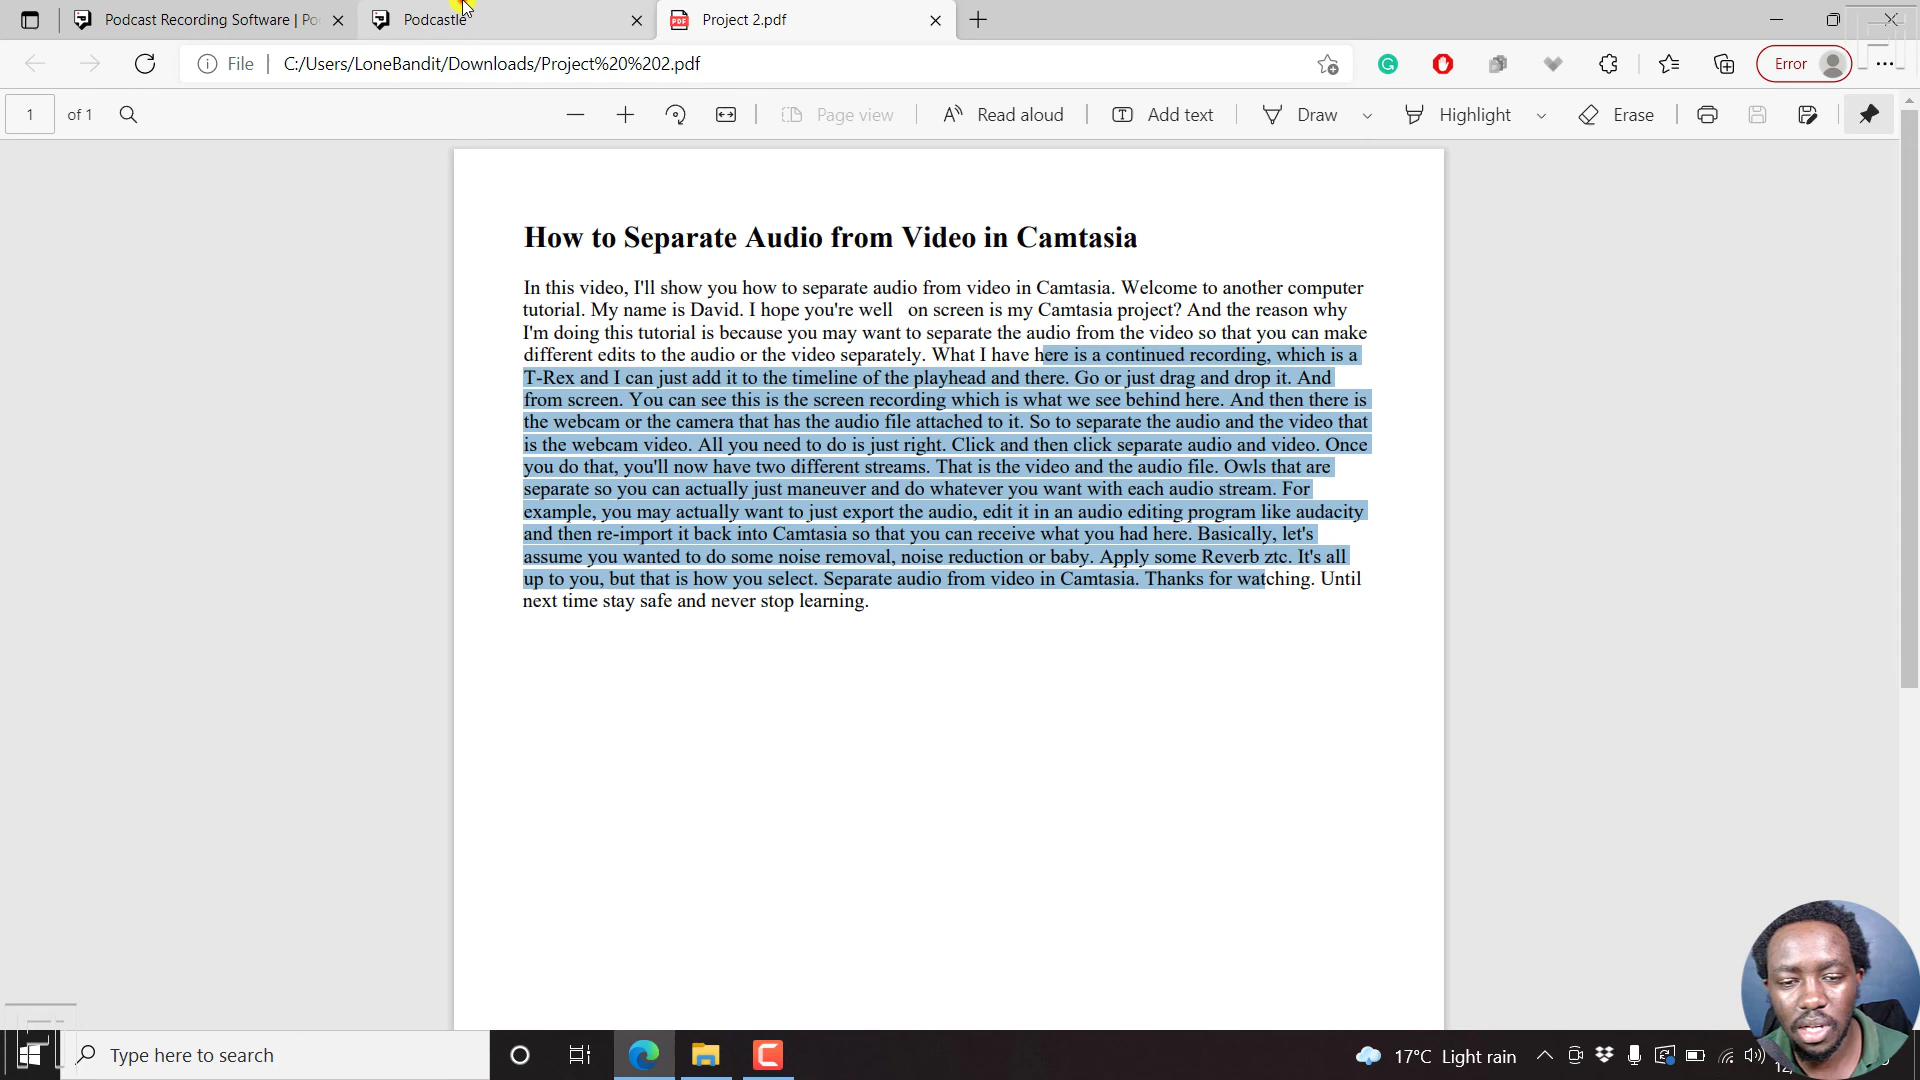 Podcast Recording Software | Po
Podcastle
Project 2.pdf
File
C:/Users/LoneBandit/Downloads/Project%20%202.pdf
Error
1
of 1
Page view
Read aloud
Add text
Draw
Highlight
Erase
How to Separate Audio from Video in Camtasia
In this video, I'll show you how to separate audio from video in Camtasia. Welcome to another computer
tutorial. My name is David. I hope you're well on screen is my Camtasia project? And the reason why
I'm doing this tutorial is because you may want to separate the audio from the video so that you can make
different edits to the audio or the video separately. What I have here is a continued recording, which is a
T-Rex and I can just add it to the timeline of the playhead and there. Go or just drag and drop it. And
from screen. You can see this is the screen recording which is what we see behind here. And then there is
the webcam or the camera that has the audio file attached to it. So to separate the audio and the video that
is the webcam video. All you need to do is just right. Click and then click separate audio and video. Once
you do that, you'll now have two different streams. That is the video and the audio file. Owls that are
separate so you can actually just maneuver and do whatever you want with each audio stream. For
example, you may actually want to just export the audio, edit it in an audio editing program like audacity
and then re-import it back into Camtasia so that you can receive what you had here. Basically, let's
assume you wanted to do some noise removal, noise reduction or baby. Apply some Reverb ztc. It's all
up to you, but that is how you select. Separate audio from video in Camtasia. Thanks for watching. Until
next time stay safe and never stop learning.
Type here to search
17°C Light rain